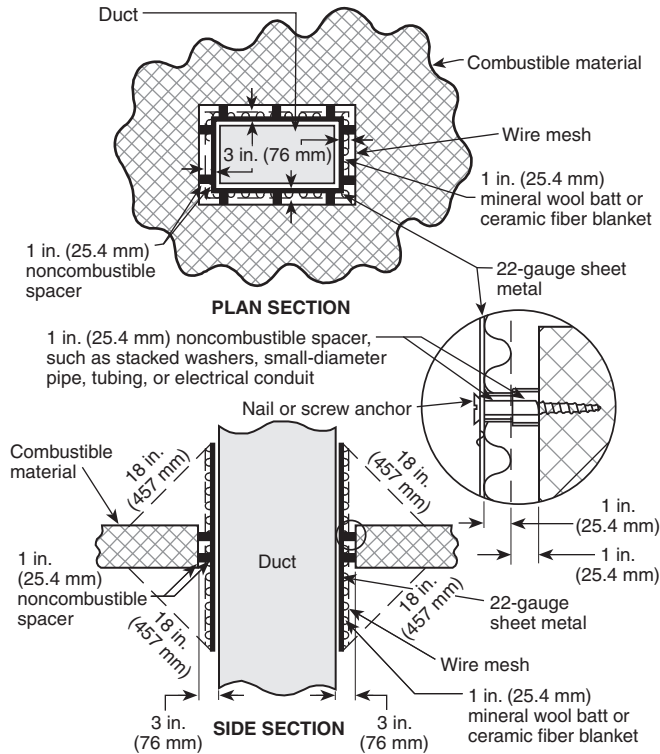 Duct
Combustible material
Wire mesh
3 in. (76 mm)
1 in. (25.4 mm)
mineral wool batt or
ceramic fiber blanket
1 in. (25.4 mm)
noncombustible
spacer
22-gauge sheet
metal
PLAN SECTION
1 in. (25.4 mm) noncombustible spacer,
such as stacked washers, small-diameter
pipe, tubing, or electrical conduit
Nail or screw anchor
Combustible
material
18 in.
(457 mm)
18 in.
(457 mm)
1 in.
(25.4 mm)
1 in.
(25.4 mm)
1 in.
(25.4 mm)
noncombustible
spacer
Duct
18 in.
(457 mm)
18 in.
(457 mm)
22-gauge
sheet metal
Wire mesh
1 in. (25.4 mm)
mineral wool batt or
ceramic fiber blanket
3 in.
(76 mm)
SIDE SECTION
3 in.
(76 mm)